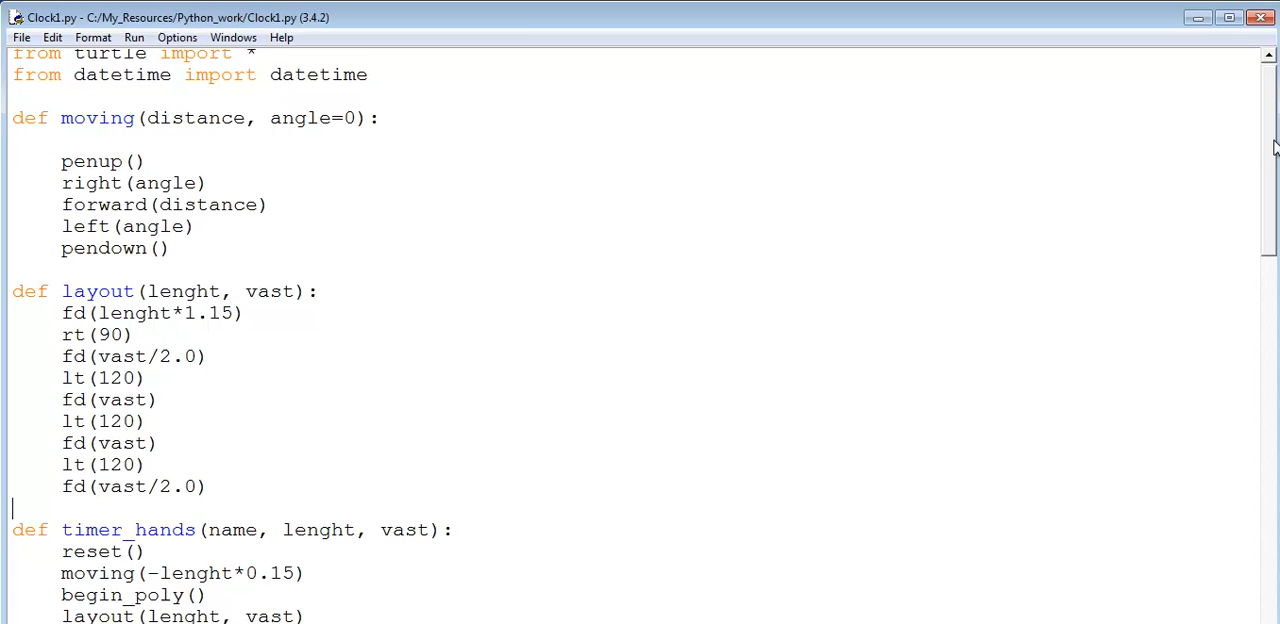 Clock1.py - C:/My_Resources/Python_work/Clock1.py (3.4.2)
File Edit Format Run Options Windows Help
from turtle import *
from datetime import datetime
def moving(distance, angle=0):
penup()
right(angle)
forward(distance)
left(angle)
pendown()
def layout(lenght, vast):
fd(lenght*1.15)
rt(90)
fd(vast/2.0)
lt(120)
fd(vast)
lt(120)
fd(vast)
lt(120)
fd(vast/2.0)
def timer_hands(name, lenght, vast):
reset()
moving(-lenght*0.15)
begin_poly()
layout(lenght, vast)